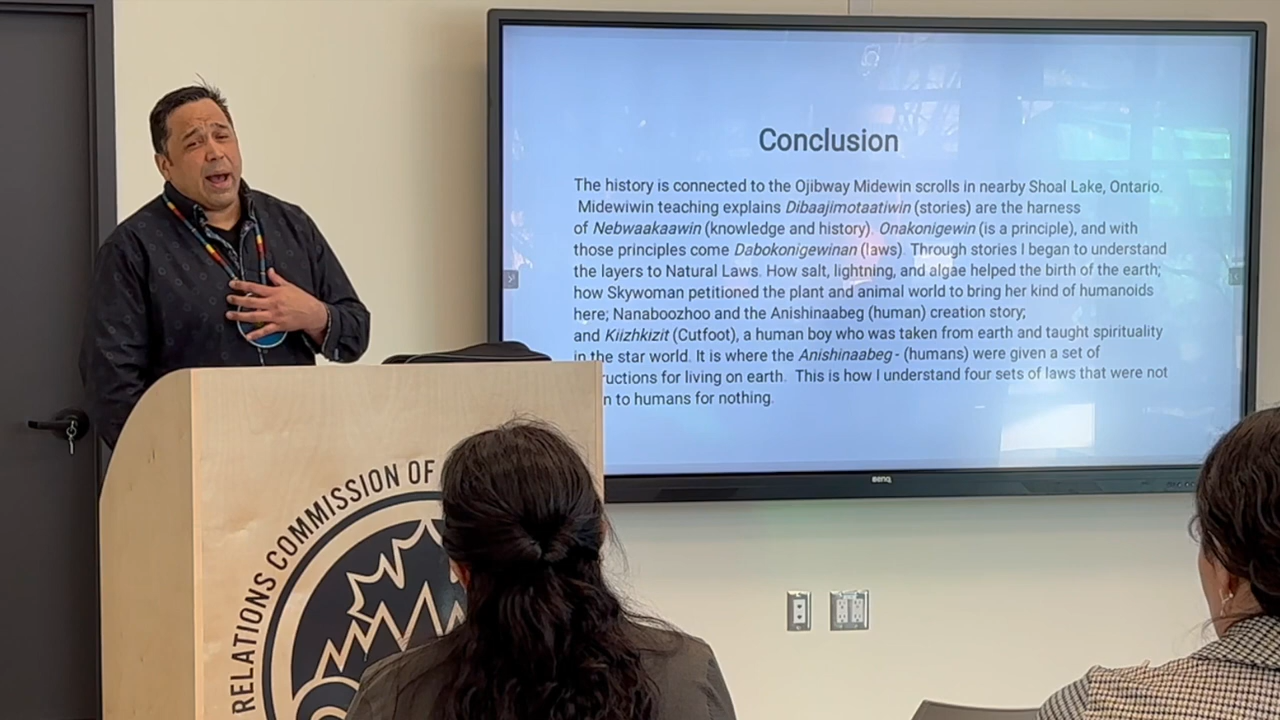 Conclusion
The history is connected to the Ojibway Midewin scrolls in nearby Shoal Lake, Ontario.
Midewiwin teaching explains Dibaajimotaatiwin (stories) are the harness
of Nebwaakaawin (knowledge and history). Onakonigewin (is a principle), and with
those principles come Dabokonigewinan (laws). Through stories I began to understand
the layers to Natural Laws. How salt, lightning, and algae helped the birth of the earth;
how Skywoman petitioned the plant and animal world to bring her kind of humanoids
here; Nanaboozhoo and the Anishinaabeg (human) creation story;
and Kiizhkizit (Cutfoot), a human boy who was taken from earth and taught spirituality
in the star world. It is where the Anishinaabeg - (humans) were given a set of
ructions for living on earth. This is how I understand four sets of laws that were not
n to humans for nothing.
BenQ
RELATIONS COMMISSION OF